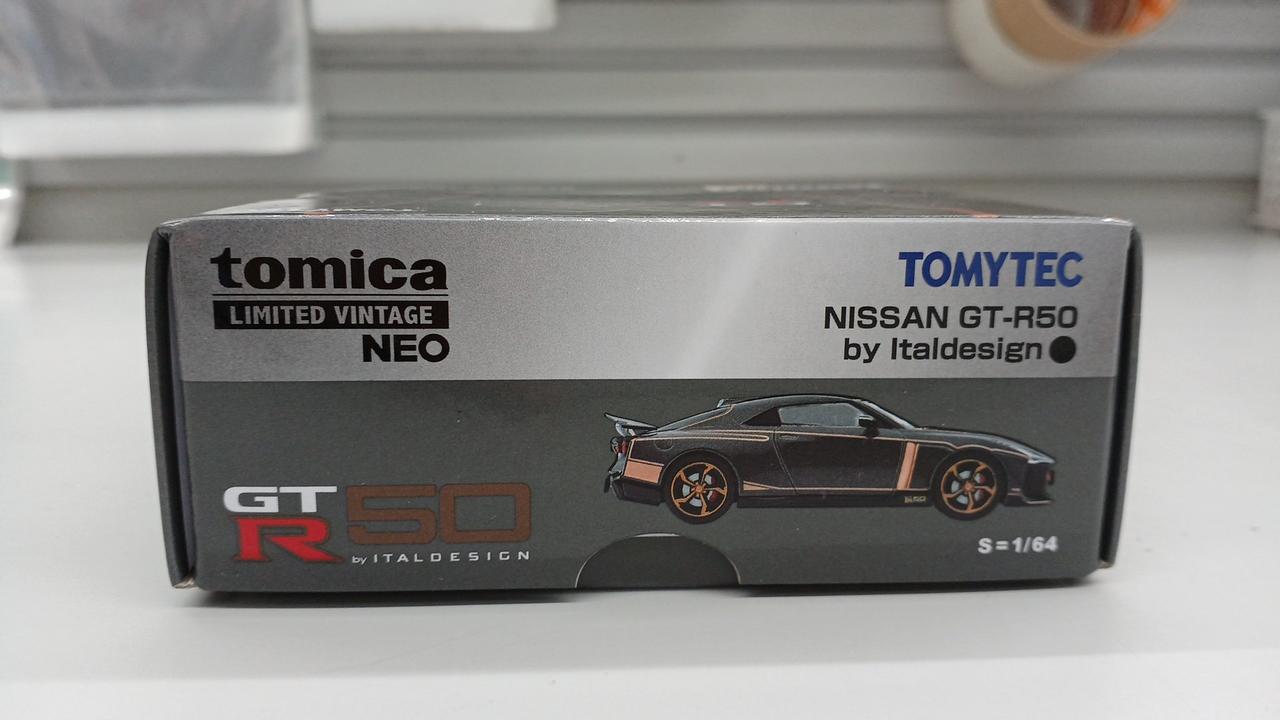 tomica
LIMITED VINTAGE
NEO
TOMYTEC
NISSAN GT-R50
by Italdesign●
GT
R 50
by ITALDESIGN
S=1/64